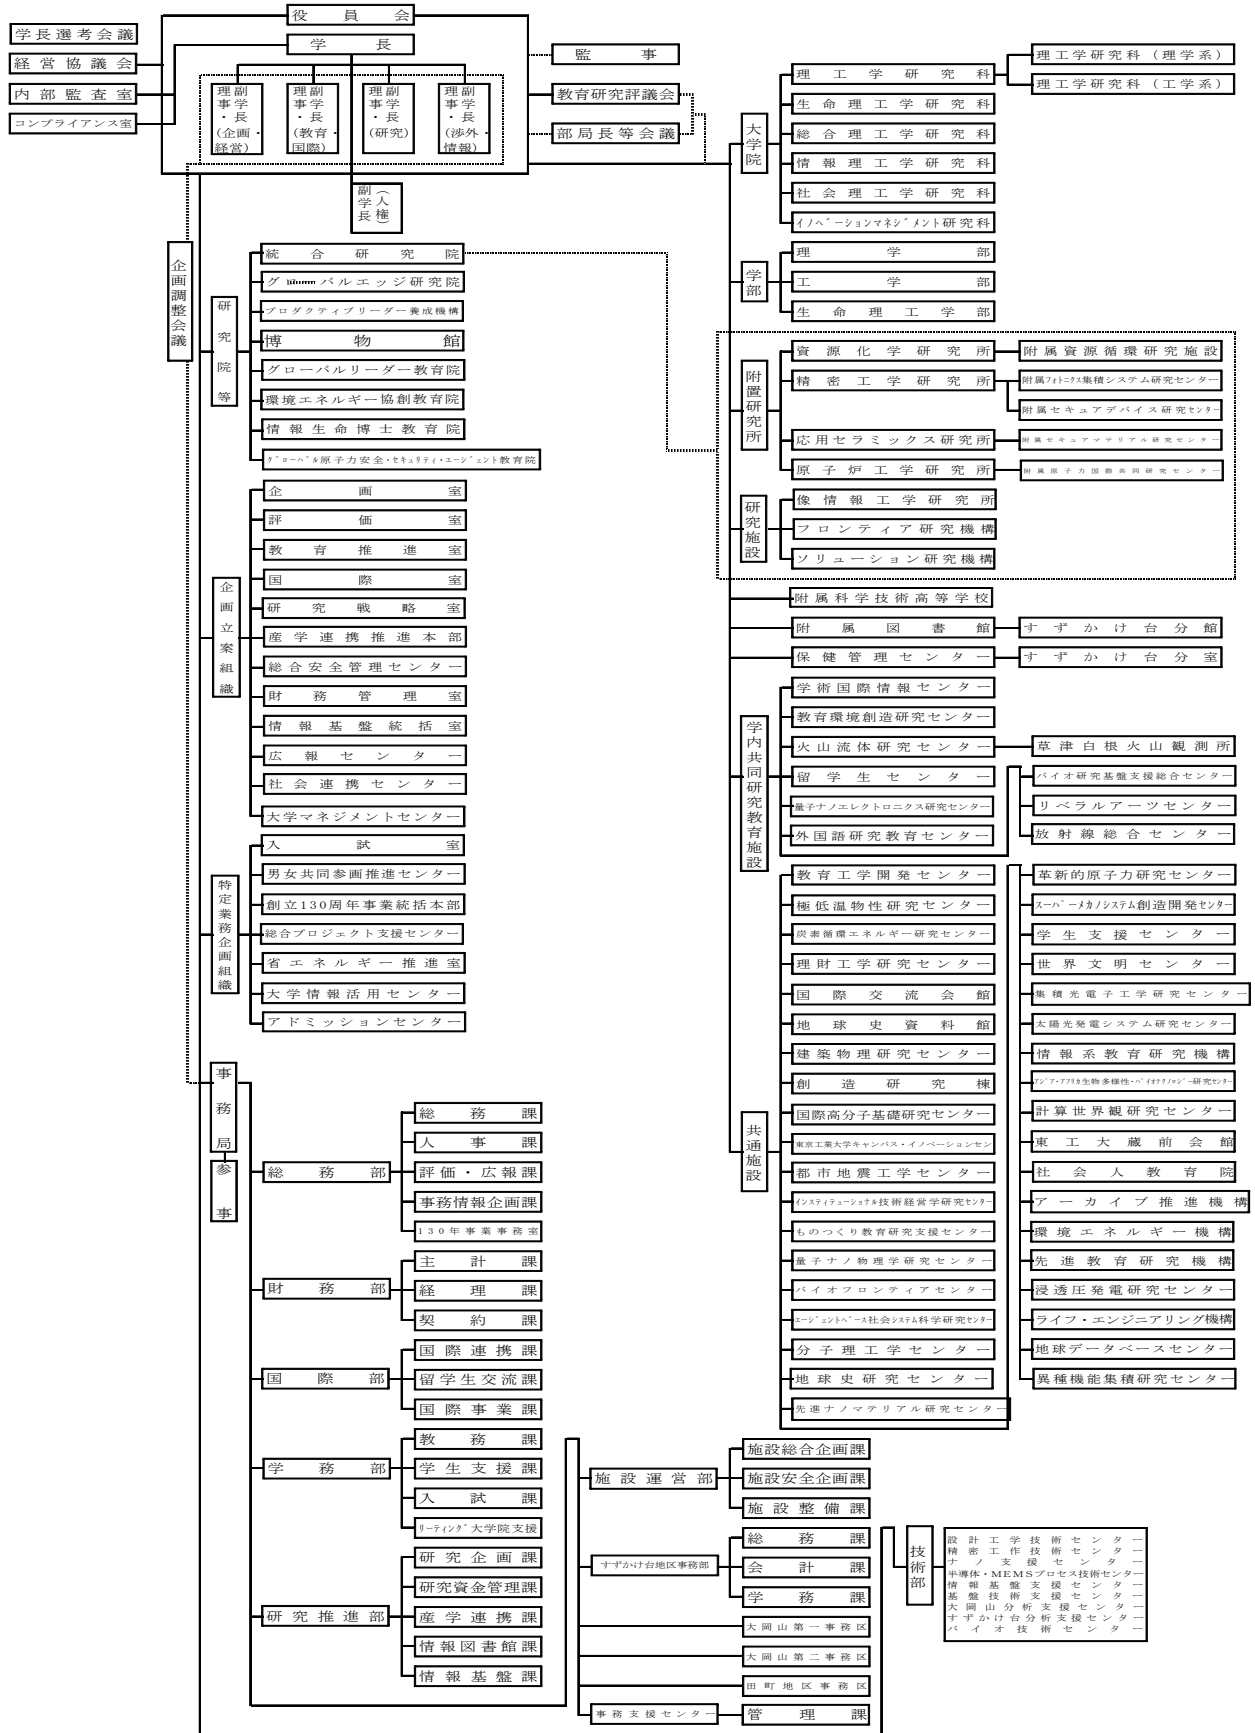 役員会
学長選考会議
学長
経営協議会
監事
内部監査室
コンプライアンス室
理事・副学長(企画・経営)
理事・副学長(教育・国際)
理事・副学長(研究)
理事・副学長(渉外・情報)
教育研究評議会
部局長等会議
副学長(人権)
企画調整会議
研究院等
統合研究院
グローバルエッジ研究院
プロダクティブリーダー養成機構
博物館
グローバルリーダー教育院
環境エネルギー協創教育院
情報生命博士教育院
グローバル原子力安全・セキュリティ・エージェント教育院
企画立案組織
企画室
評価室
教育推進室
国際室
研究戦略室
産学連携推進本部
総合安全管理センター
財務管理室
情報基盤統括室
広報センター
社会連携センター
大学マネジメントセンター
特定業務企画組織
入試室
男女共同参画推進センター
創立130周年事業統括本部
総合プロジェクト支援センター
省エネルギー推進室
大学情報活用センター
アドミッションセンター
事務局
参事
総務部
総務課
人事課
評価・広報課
事務情報企画課
130年事業事務室
財務部
主計課
経理課
契約課
国際部
国際連携課
留学生交流課
国際事業課
学務部
教務課
学生支援課
入試課
リーディング大学院支援
研究推進部
研究企画課
研究資金管理課
産学連携課
情報図書館課
情報基盤課
施設運営部
施設総合企画課
施設安全企画課
施設整備課
すずかけ台地区事務部
総務課
会計課
学務課
大岡山第一事務区
大岡山第二事務区
田町地区事務区
事務支援センター
管理課
技術部
設計工学技術センター
精密工作技術センター
ナノ支援センター
半導体・MEMSプロセス技術センター
情報基盤支援センター
基盤技術支援センター
大岡山分析支援センター
すずかけ台分析支援センター
バイオ技術センター
大学院
理工学研究科
理工学研究科(理学系)
理工学研究科(工学系)
生命理工学研究科
総合理工学研究科
情報理工学研究科
社会理工学研究科
イノベーションマネジメント研究科
学部
理学部
工学部
生命理工学部
附置研究所
資源化学研究所
附属資源循環研究施設
精密工学研究所
附属フォトニクス集積システム研究センター
附属セキュアデバイス研究センター
応用セラミックス研究所
附属セキュアマテリアル研究センター
原子炉工学研究所
附属原子力国際共同研究センター
研究施設
像情報工学研究所
フロンティア研究機構
ソリューション研究機構
附属科学技術高等学校
附属図書館
すずかけ台分館
保健管理センター
すずかけ台分室
学内共同研究教育施設
学術国際情報センター
教育環境創造研究センター
火山流体研究センター
草津白根火山観測所
留学生センター
量子ナノエレクトロニクス研究センター
外国語研究教育センター
バイオ研究基盤支援総合センター
リベラルアーツセンター
放射線総合センター
共通施設
教育工学開発センター
極低温物性研究センター
炭素循環エネルギー研究センター
理財工学研究センター
国際交流会館
地球史資料館
建築物理研究センター
創造研究棟
国際高分子基礎研究センター
東京工業大学キャンパス・イノベーションセン
都市地震工学センター
インスティテューショナル技術経営学研究センター
ものつくり教育研究支援センター
量子ナノ物理学研究センター
バイオフロンティアセンター
エージェントベース社会システム科学研究センター
分子理工学センター
地球史研究センター
先進ナノマテリアル研究センター
革新的原子力研究センター
スーパーメカノシステム創造開発センター
学生支援センター
世界文明センター
集積光電子工学研究センター
太陽光発電システム研究センター
情報系教育研究機構
アジア・アフリカ生物多様性・バイオテクノロジー研究センター
計算世界観研究センター
東工大蔵前会館
社会人教育院
アーカイブ推進機構
環境エネルギー機構
先進教育研究機構
浸透圧発電研究センター
ライフ・エンジニアリング機構
地球データベースセンター
異種機能集積研究センター